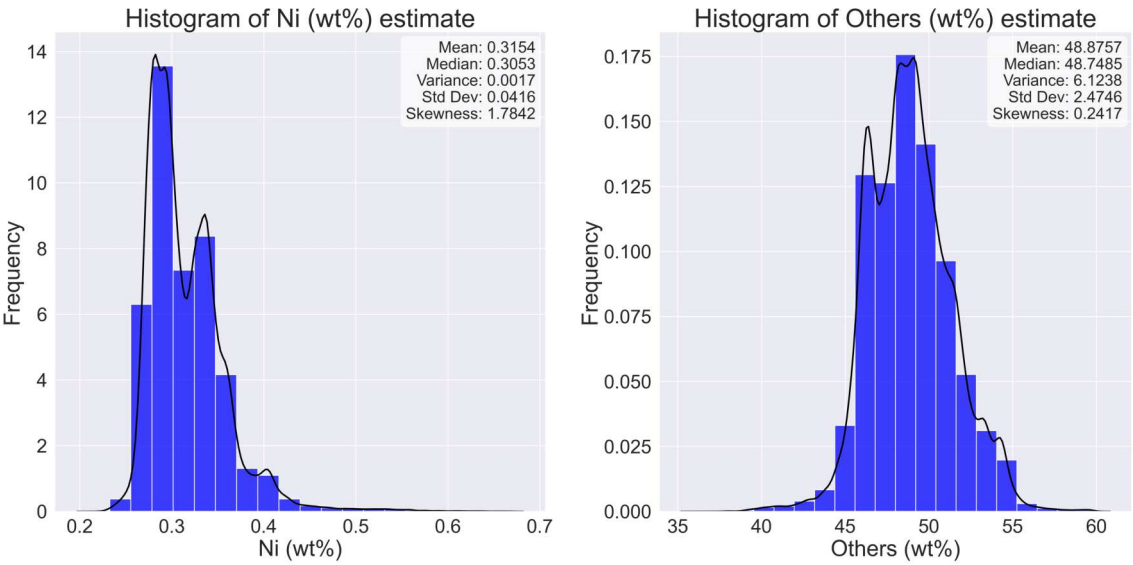 Histogram of Ni (wt%) estimate
Mean: 0.3154
Median: 0.3053
Variance: 0.0017
Std Dev: 0.0416
Skewness: 1.7842
14
12
10
8
6
4
2
0
Frequency
0.2 0.3 0.4 0.5 0.6 0.7
Ni (wt%)
Histogram of Others (wt%) estimate
Mean: 48.8757
Median: 48.7485
Variance: 6.1238
Std Dev: 2.4746
Skewness: 0.2417
0.175
0.150
0.125
0.100
0.075
0.050
0.025
0.000
Frequency
35 40 45 50 55 60
Others (wt%)